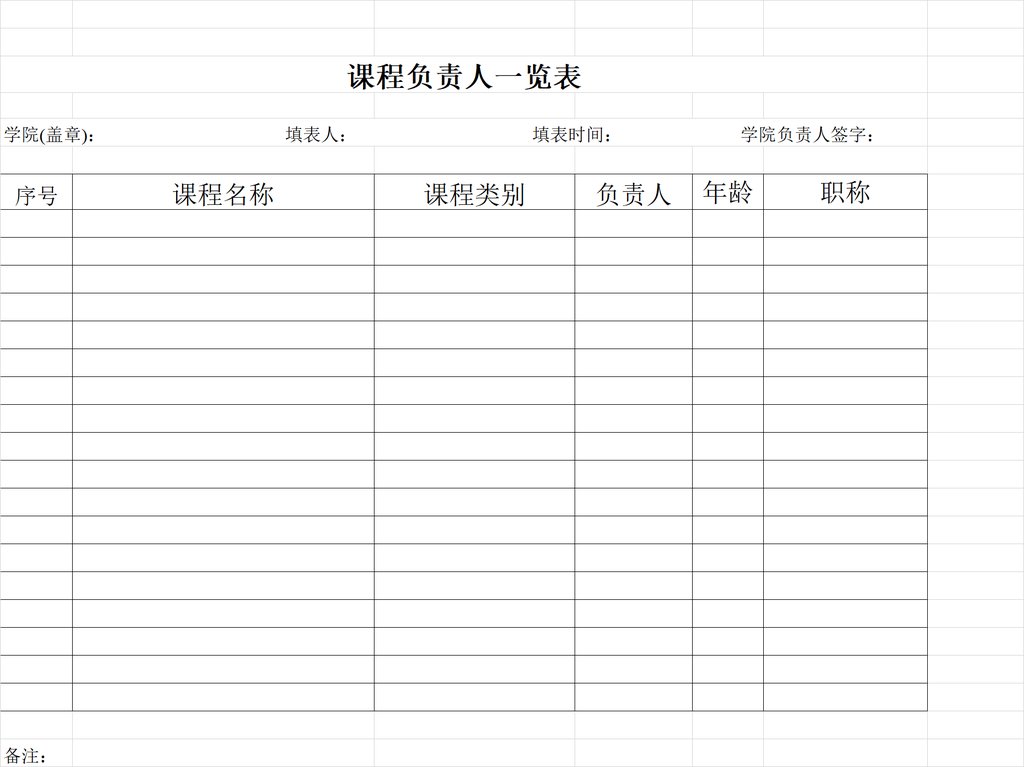 课程负责人一览表
学院(盖章)： 填表人： 填表时间： 学院负责人签字：
序号 课程名称 课程类别 负责人 年龄 职称
备注：